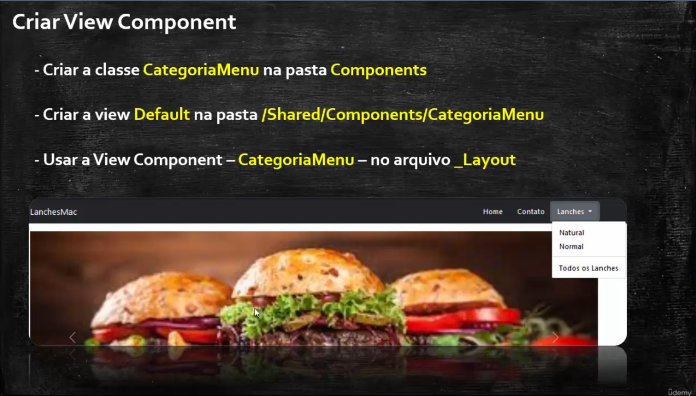 Criar View Component
- Criar a classe CategoriaMenu na pasta Components
- Criar a view Default na pasta /Shared/Components/CategoriaMenu
- Usar a View Component – CategoriaMenu – no arquivo _Layout
LanchesMac
Home Contato Lanches
Natural
Normal
Todos os Lanches
ûdemy